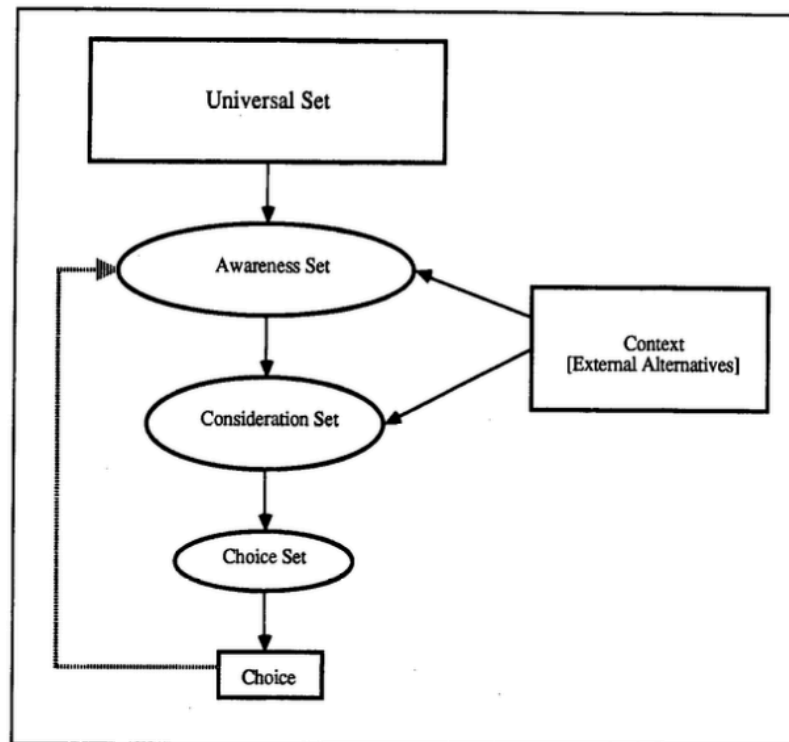 Universal Set
Awareness Set
Context
[External Alternatives]
Consideration Set
Choice Set
Choice